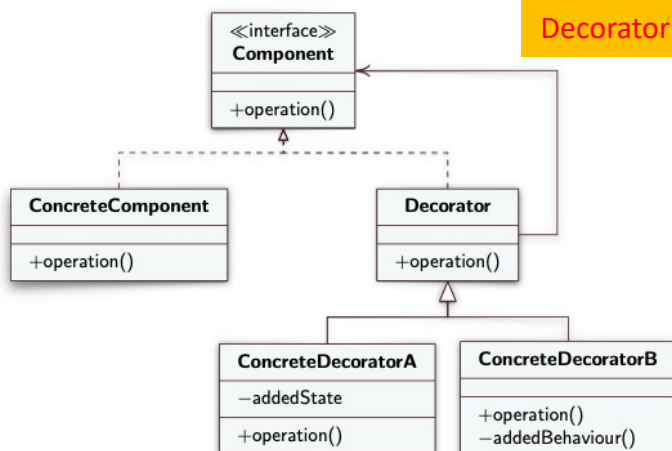 Decorator
≪interface≫
Component
+operation()
ConcreteComponent
+operation()
Decorator
+operation()
ConcreteDecoratorA
−addedState
+operation()
ConcreteDecoratorB
+operation()
−addedBehaviour()